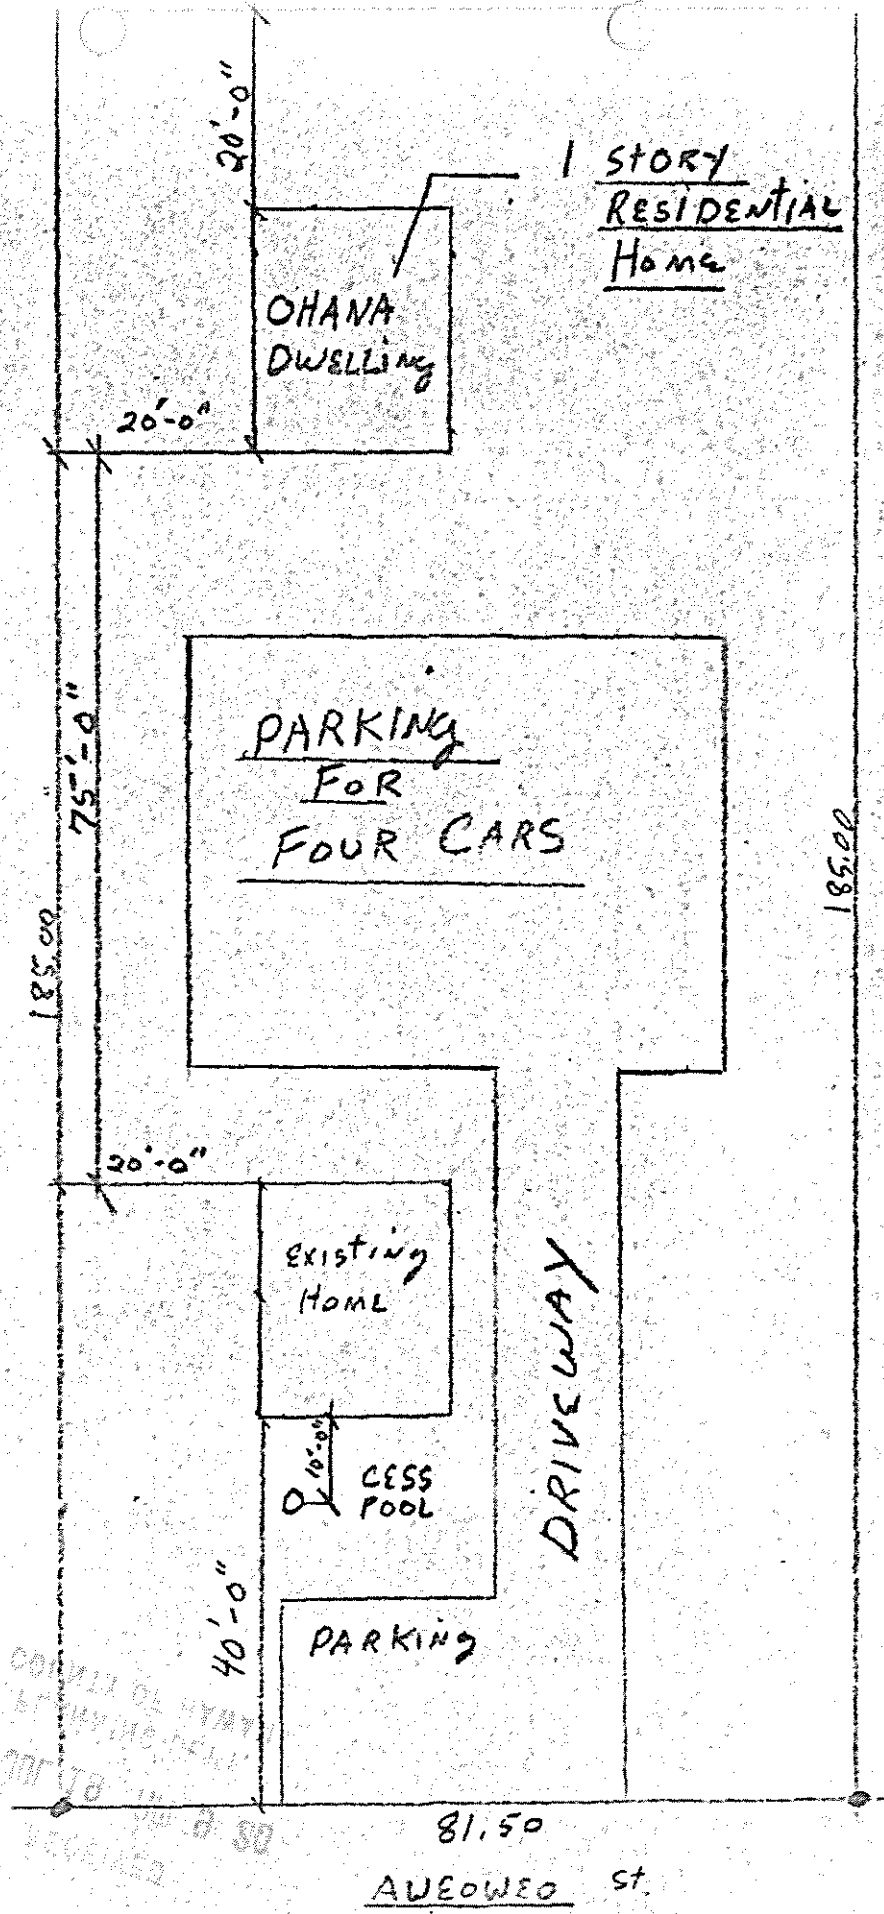 20'-0"
1 STORY
RESIDENTIAL
HOME
OHANA
DWELLING
20'-0"
75'-0"
PARKING
FOR
FOUR CARS
185.00
185.00
20'-0"
EXISTING
HOME
DRIVEWAY
10'-0"
CESS
POOL
40'-0"
PARKING
81.50
AWEOWEO St.